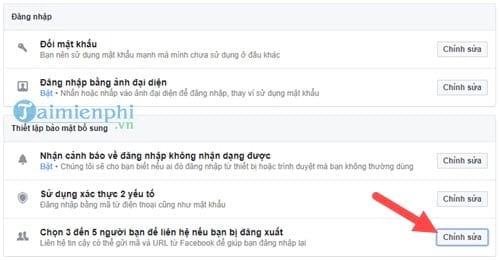 Đăng nhập
Đổi mật khẩu
Bạn nên sử dụng mật khẩu mạnh mà mình chưa sử dụng ở đâu khác
Chỉnh sửa
Đăng nhập bằng ảnh đại diện
Bật • Nhấn hoặc nhấp vào ảnh đại diện để đăng nhập, thay vì sử dụng mật khẩu
Chỉnh sửa
Taimienphi
.vn
Thiết lập bảo mật bổ sung
Nhận cảnh báo về đăng nhập không nhận dạng được
Bật • Chúng tôi sẽ cho bạn biết nếu ai đó đăng nhập từ thiết bị hoặc trình duyệt mà bạn không thường dùng
Chỉnh sửa
Sử dụng xác thực 2 yếu tố
Đăng nhập bằng mã từ điện thoại cũng như mật khẩu
Chỉnh sửa
Chọn 3 đến 5 người bạn để liên hệ nếu bạn bị đăng xuất
Liên hệ tin cậy có thể gửi mã và URL từ Facebook để giúp bạn đăng nhập lại
Chỉnh sửa